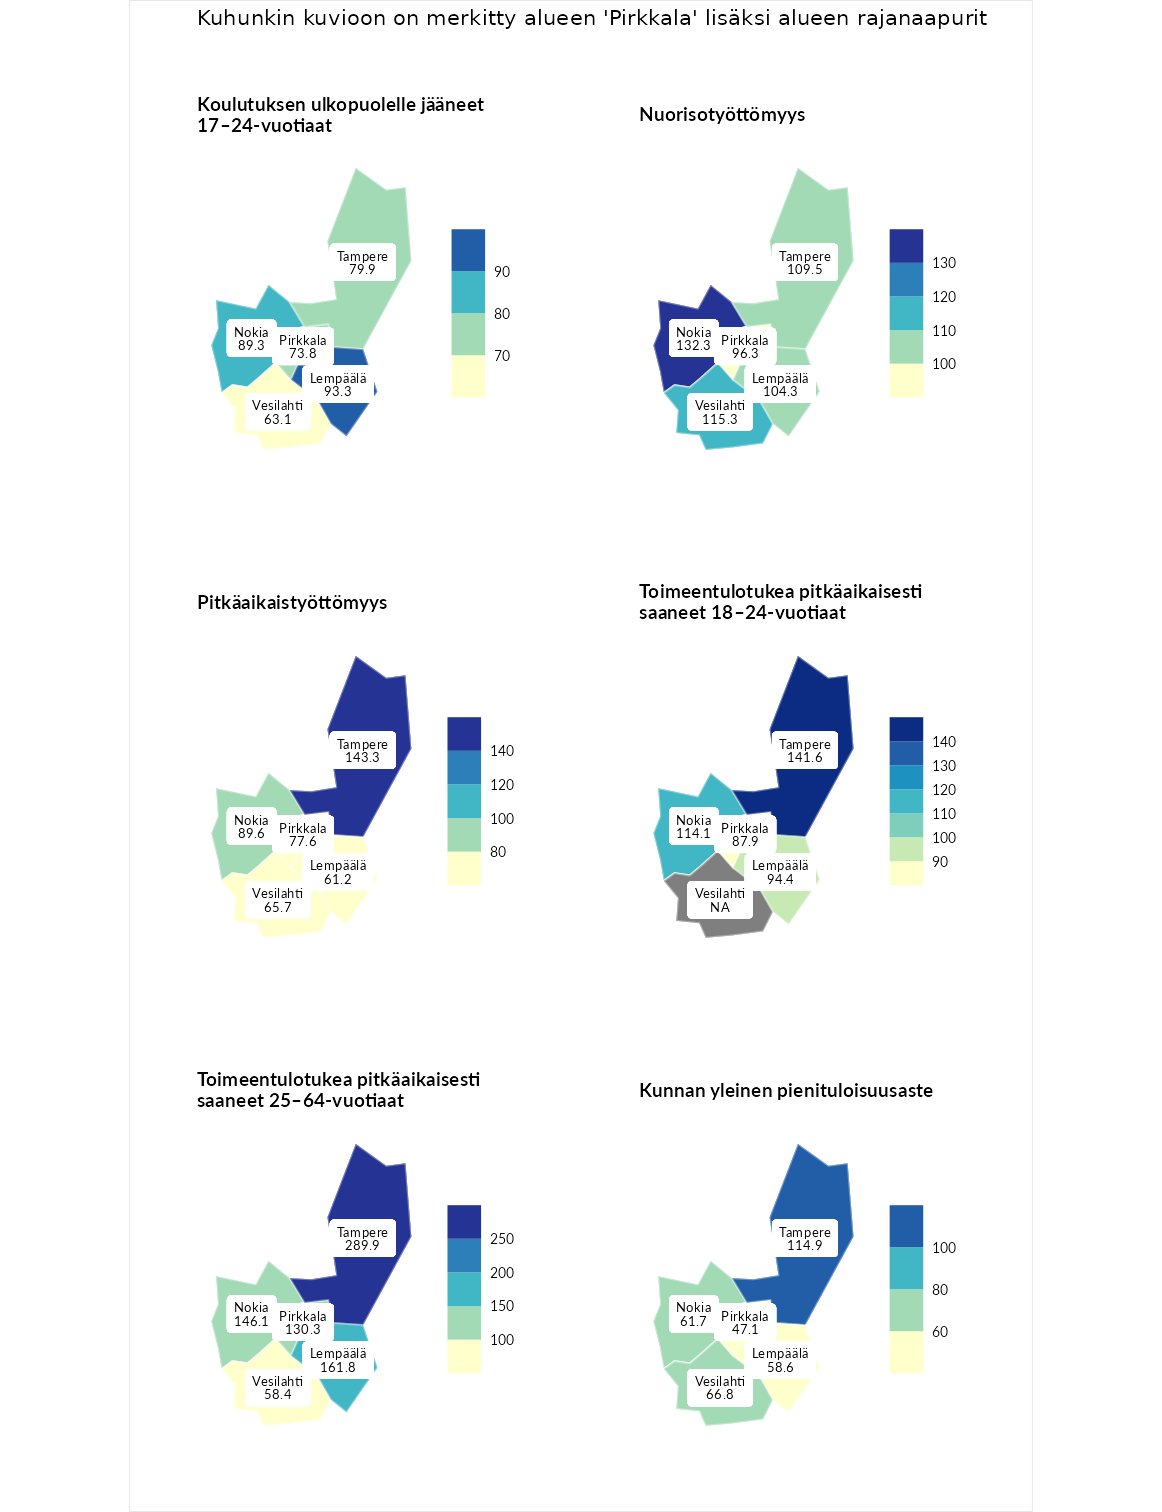 Kuhunkin kuvioon on merkitty alueen 'Pirkkala' lisäksi alueen rajanaapurit
Koulutuksen ulkopuolelle jääneet
17–24-vuotiaat
Tampere
79.9
Nokia
89.3
Pirkkala
73.8
Lempäälä
93.3
Vesilahti
63.1
90
80
70
Nuorisotyöttömyys
Tampere
109.5
Nokia
132.3
Pirkkala
96.3
Lempäälä
104.3
Vesilahti
115.3
130
120
110
100
Pitkäaikaistyöttömyys
Tampere
143.3
Nokia
89.6
Pirkkala
77.6
Lempäälä
61.2
Vesilahti
65.7
140
120
100
80
Toimeentulotukea pitkäaikaisesti
saaneet 18–24-vuotiaat
Tampere
141.6
Nokia
114.1
Pirkkala
87.9
Lempäälä
94.4
Vesilahti
NA
140
130
120
110
100
90
Toimeentulotukea pitkäaikaisesti
saaneet 25–64-vuotiaat
Tampere
289.9
Nokia
146.1
Pirkkala
130.3
Lempäälä
161.8
Vesilahti
58.4
250
200
150
100
Kunnan yleinen pienituloisuusaste
Tampere
114.9
Nokia
61.7
Pirkkala
47.1
Lempäälä
58.6
Vesilahti
66.8
100
80
60